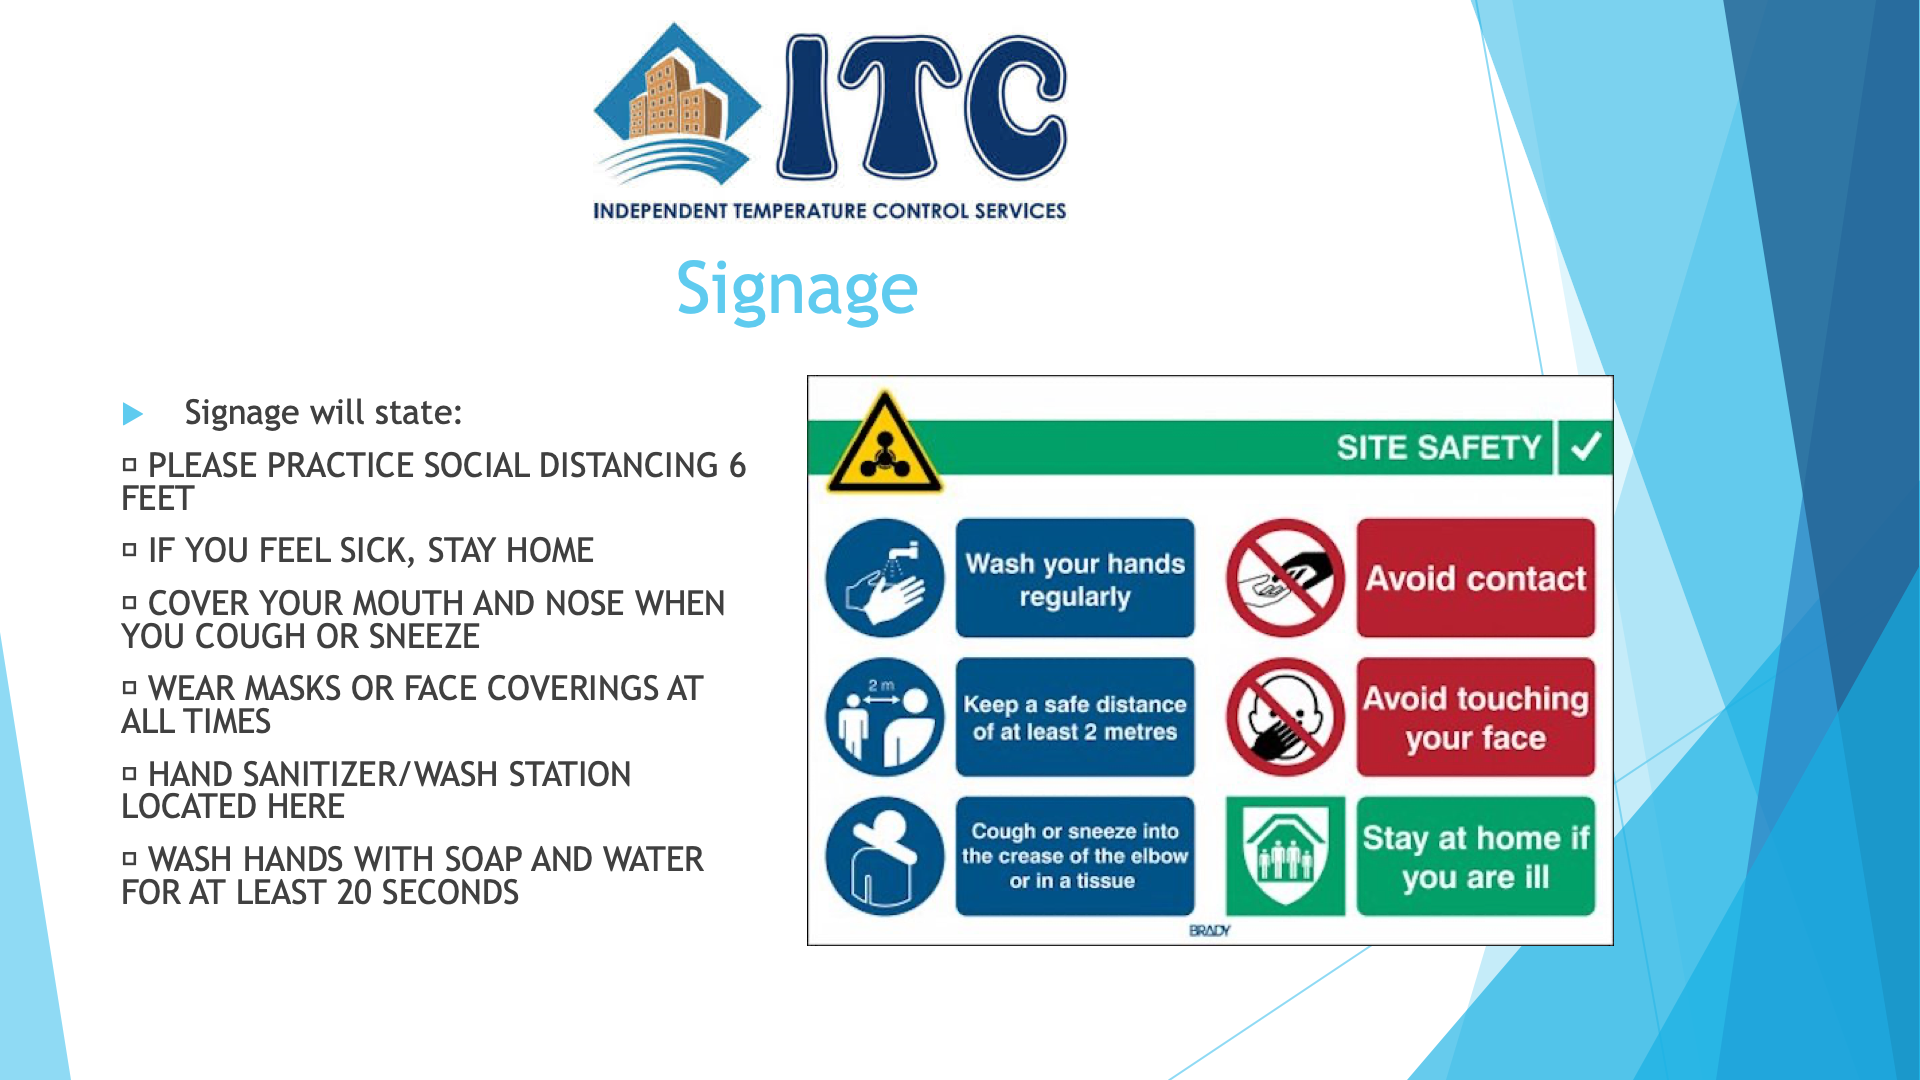 ITC
INDEPENDENT TEMPERATURE CONTROL SERVICES
Signage
Signage will state:
PLEASE PRACTICE SOCIAL DISTANCING 6
FEET
IF YOU FEEL SICK, STAY HOME
COVER YOUR MOUTH AND NOSE WHEN
YOU COUGH OR SNEEZE
WEAR MASKS OR FACE COVERINGS AT
ALL TIMES
HAND SANITIZER/WASH STATION
LOCATED HERE
WASH HANDS WITH SOAP AND WATER
FOR AT LEAST 20 SECONDS
SITE SAFETY
Wash your hands
regularly
Avoid contact
2 m
Keep a safe distance
of at least 2 metres
Avoid touching
your face
Cough or sneeze into
the crease of the elbow
or in a tissue
Stay at home if
you are ill
BRADY